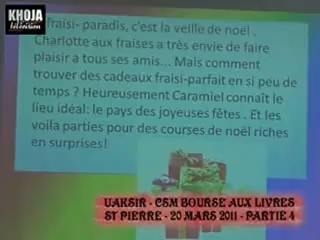 KHOJA
télévision
fraisi- paradis, c'est la veille de noël .
Charlotte aux fraises a très envie de faire
plaisir a tous ses amis... Mais comment
trouver des cadeaux fraisi-parfait en si peu de
temps ? Heureusement Caramiel connaît le
lieu idéal: le pays des joyeuses fêtes . Et les
voila parties pour des courses de noël riches
en surprises!
UAKSIR - CSM BOURSE AUX LIVRES
ST PIERRE - 20 MARS 2011 - PARTIE 4